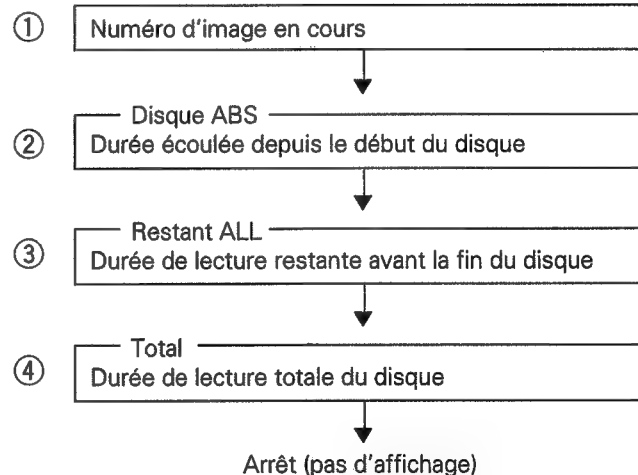 ① Numéro d'image en cours
Disque ABS
② Durée écoulée depuis le début du disque
Restant ALL
③ Durée de lecture restante avant la fin du disque
Total
④ Durée de lecture totale du disque
Arrêt (pas d'affichage)